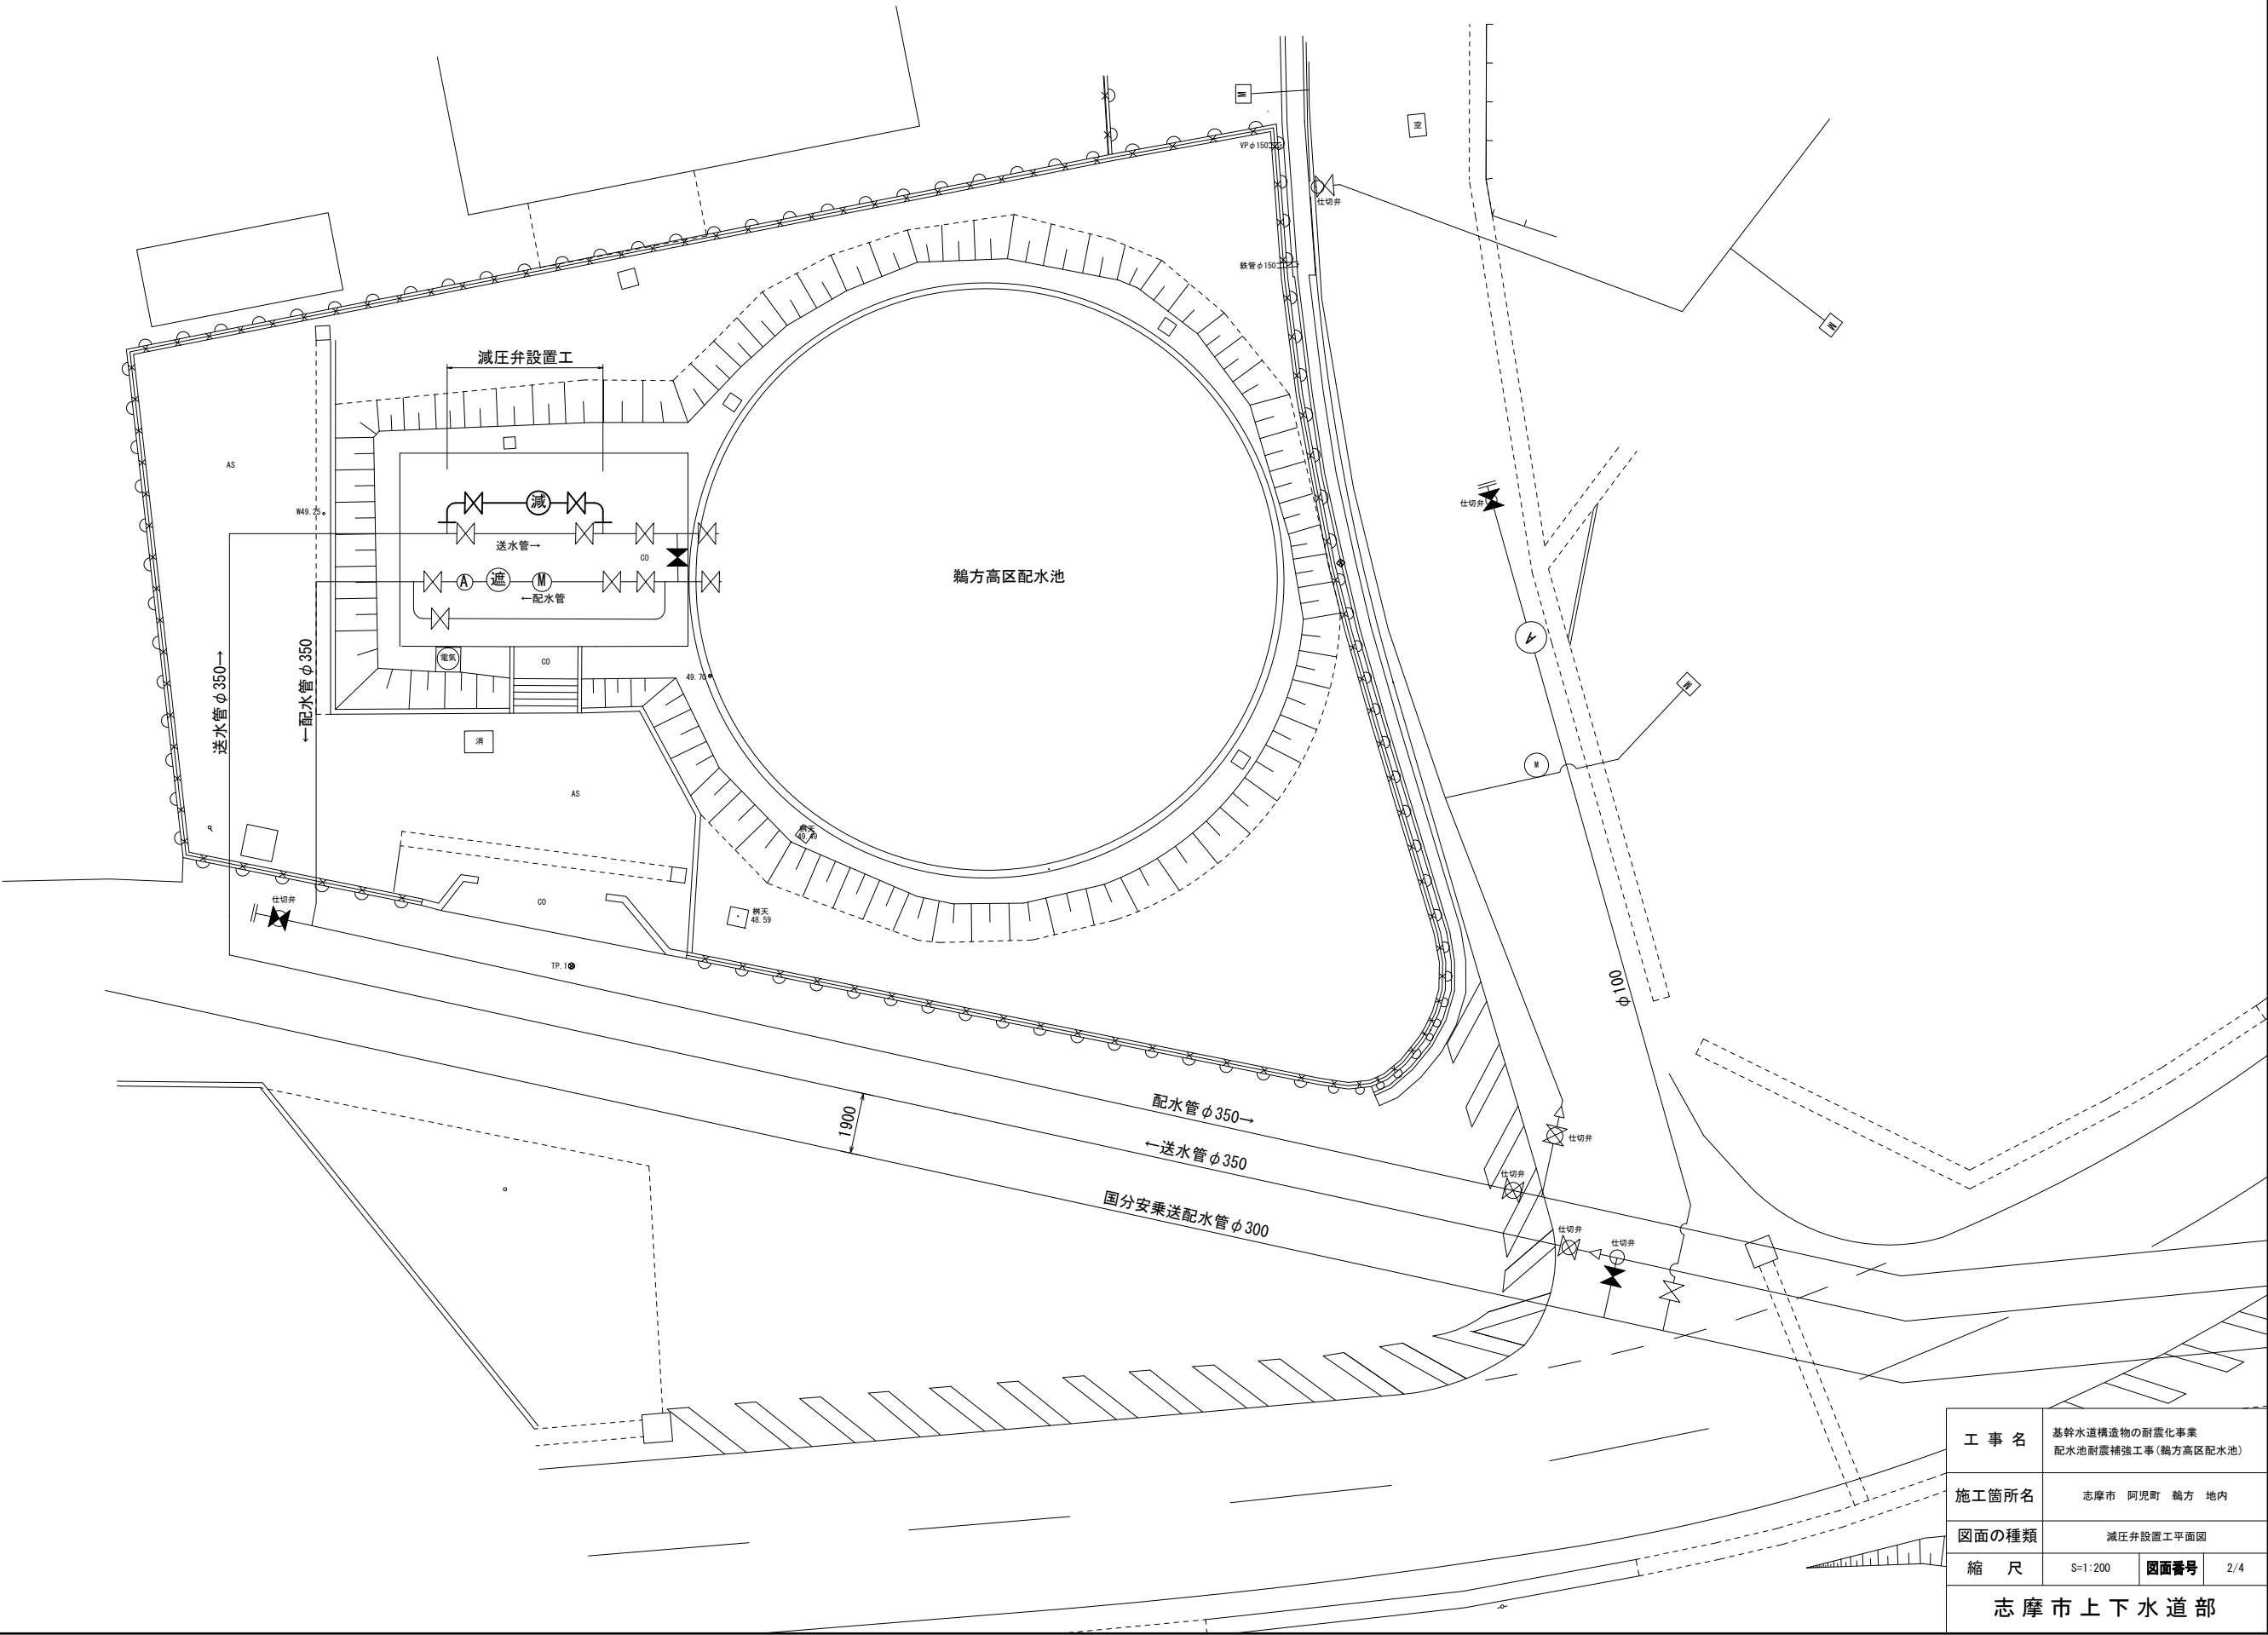 VPφ150
空
仕切弁
鉄管φ150
減圧弁設置工
AS
W49.25
減
送水管→
CO
A
遮
M
←配水管
鵜方高区配水池
仕切弁
A
M
M
M
M
送水管φ350→
←配水管φ350
電気
CO
49.70
消
AS
桝天
49.49
桝天
48.59
仕切弁
CO
TP.1
φ100
1900
配水管φ350→
←送水管φ350
国分安乗送配水管φ300
仕切弁
仕切弁
仕切弁
仕切弁
工事名
基幹水道構造物の耐震化事業
配水池耐震補強工事(鵜方高区配水池)
施工箇所名
志摩市 阿児町 鵜方 地内
図面の種類
減圧弁設置工平面図
縮尺
S=1:200
図面番号
2/4
志摩市上下水道部